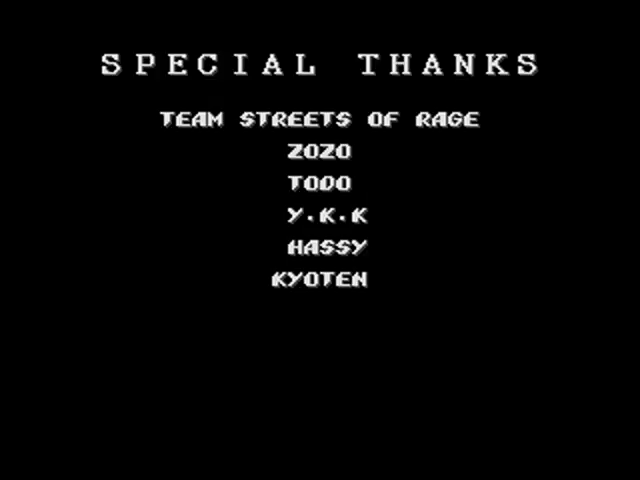 SPECIAL THANKS
TEAM STREETS OF RAGE
ZOZO
TODO
Y.K.K
HASSY
KYOTEN